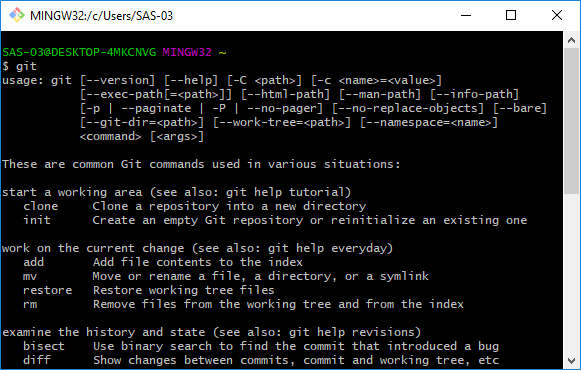 MINGW32:/c/Users/SAS-03
SAS-03@DESKTOP-4MKCNVG MINGW32 ~
$ git
usage: git [--version] [--help] [-C <path>] [-c <name>=<value>]
           [--exec-path[=<path>]] [--html-path] [--man-path] [--info-path]
           [-p | --paginate | -P | --no-pager] [--no-replace-objects] [--bare]
           [--git-dir=<path>] [--work-tree=<path>] [--namespace=<name>]
           <command> [<args>]

These are common Git commands used in various situations:

start a working area (see also: git help tutorial)
   clone     Clone a repository into a new directory
   init      Create an empty Git repository or reinitialize an existing one

work on the current change (see also: git help everyday)
   add       Add file contents to the index
   mv        Move or rename a file, a directory, or a symlink
   restore   Restore working tree files
   rm        Remove files from the working tree and from the index

examine the history and state (see also: git help revisions)
   bisect    Use binary search to find the commit that introduced a bug
   diff      Show changes between commits, commit and working tree, etc